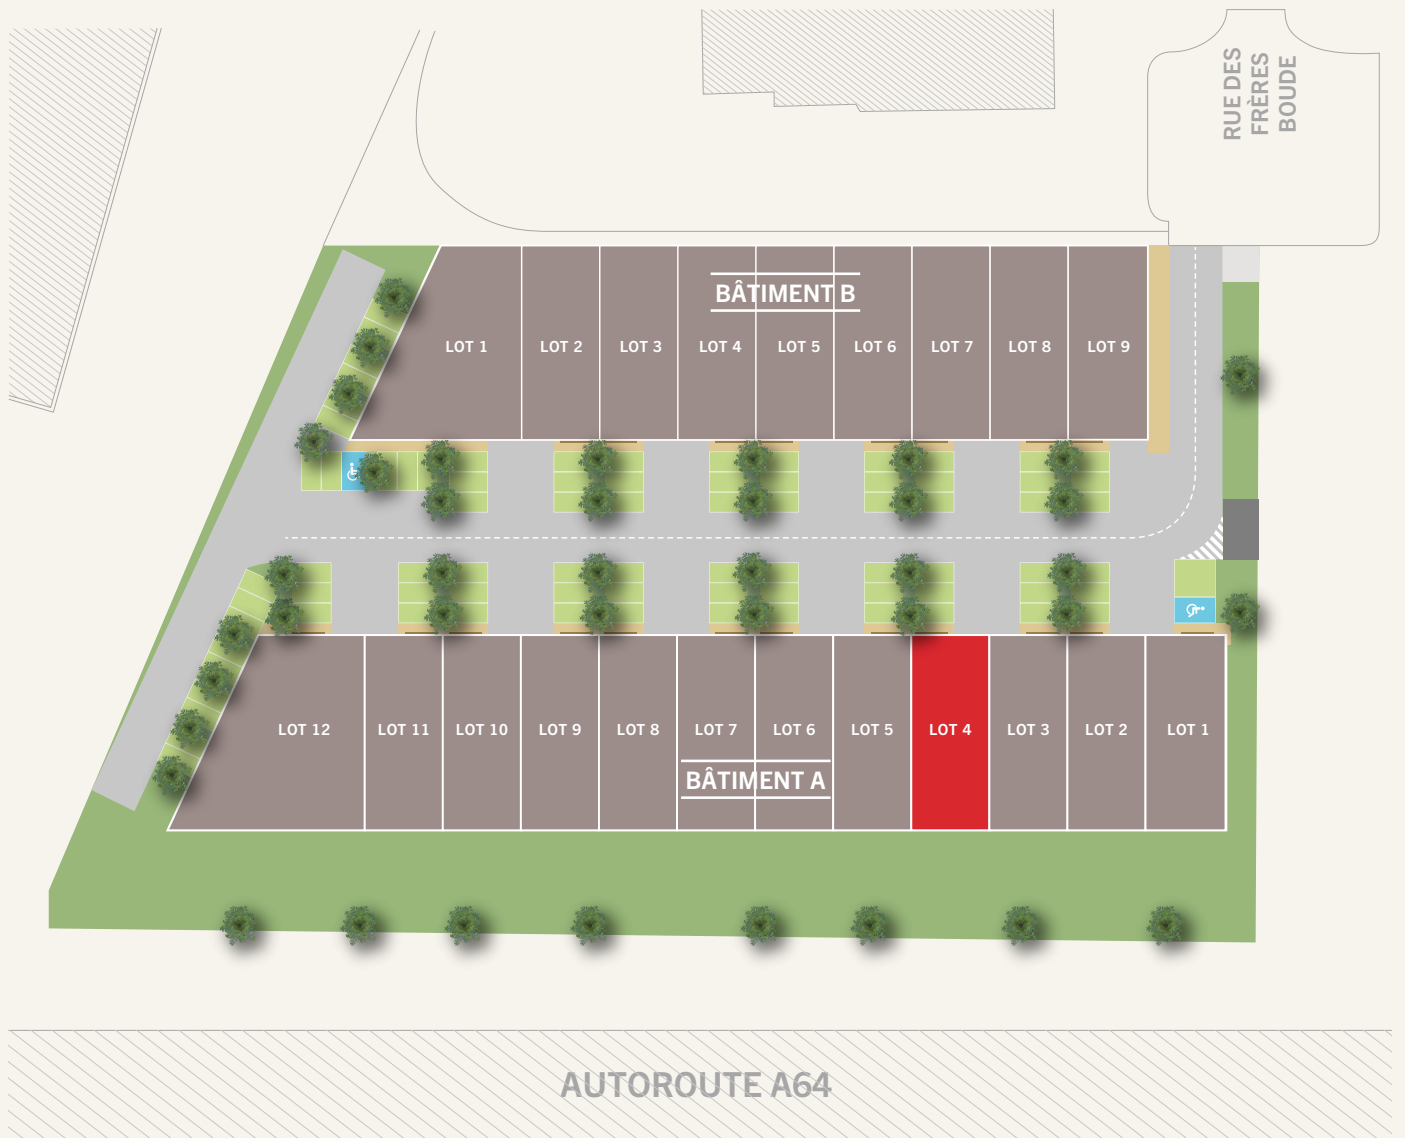 RUE DES
FRÈRES
BOUDE
BÂTIMENT B
LOT 1
LOT 2
LOT 3
LOT 4
LOT 5
LOT 6
LOT 7
LOT 8
LOT 9
LOT 12
LOT 11
LOT 10
LOT 9
LOT 8
LOT 7
LOT 6
LOT 5
LOT 4
LOT 3
LOT 2
LOT 1
BÂTIMENT A
AUTOROUTE A64